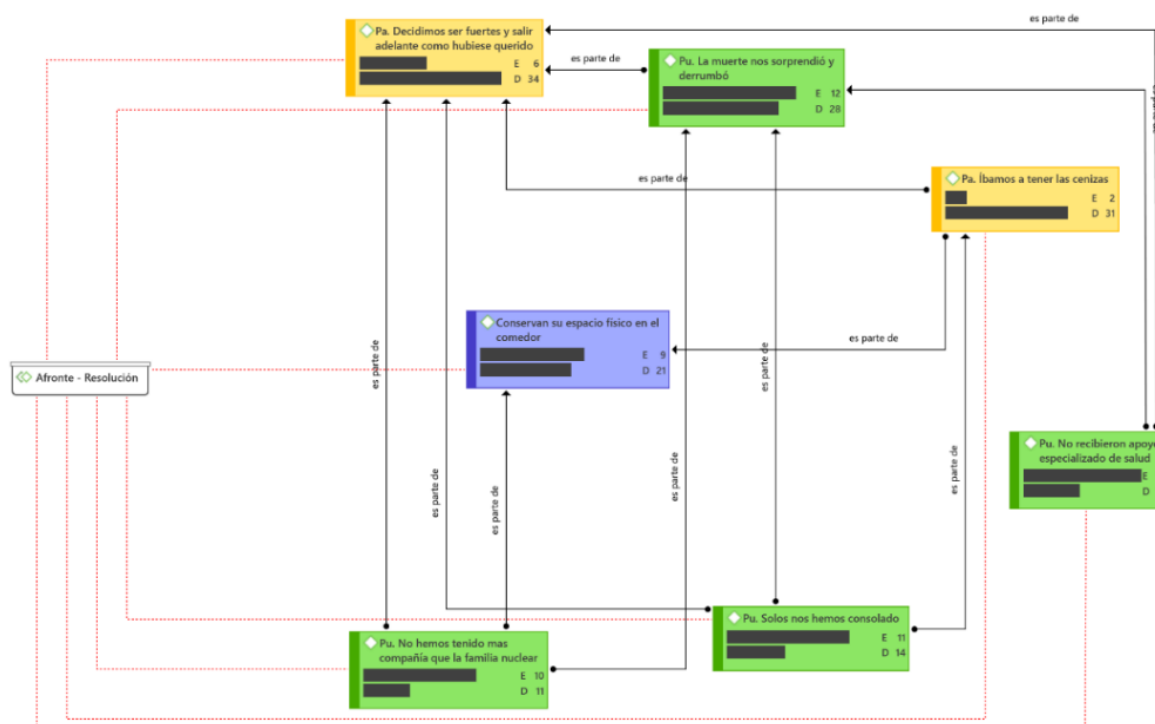 es parte de
Pa. Decidimos ser fuertes y salir
adelante como hubiese querido
E 6
D 34
es parte de
Pu. La muerte nos sorprendió y
derrumbó
E 12
D 28
es parte de
Pa. Íbamos a tener las cenizas
E 2
D 31
Conservan su espacio físico en el
comedor
E 9
D 21
es parte de
es parte de
es parte de
Afronte - Resolución
Pu. No recibieron apoyo
especializado de salud
E
D
es parte de
es parte de
es parte de
es parte de
Pu. Solos nos hemos consolado
E 11
D 14
Pu. No hemos tenido mas
compañía que la familia nuclear
E 10
D 11